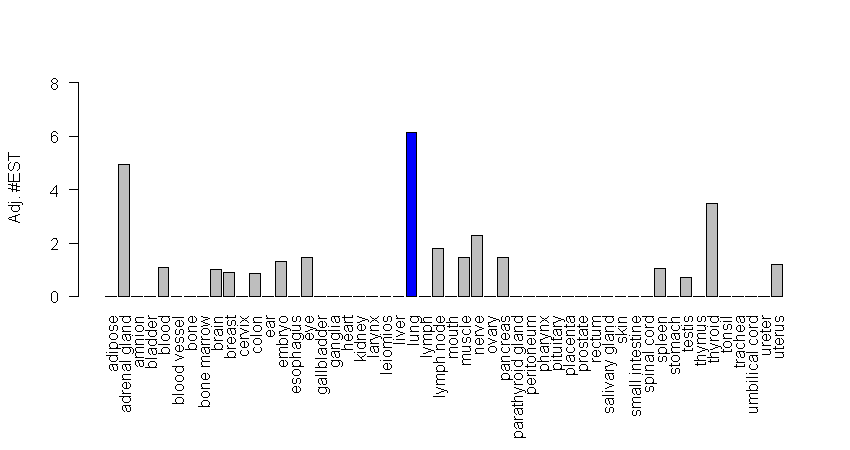 8
6
4
2
0
Adj. #EST
adipose
adrenal gland
amnion
bladder
blood
blood vessel
bone
bone marrow
brain
breast
cervix
colon
ear
embryo
esophagus
eye
gallbladder
ganglia
heart
kidney
larynx
leiomios
liver
lung
lymph
lymph node
mouth
muscle
nerve
ovary
pancreas
parathyroid gland
peritoneum
pharynx
pituitary
placenta
prostate
rectum
salivary gland
skin
small intestine
spinal cord
spleen
stomach
testis
thymus
thyroid
tonsil
trachea
umbilical cord
ureter
uterus